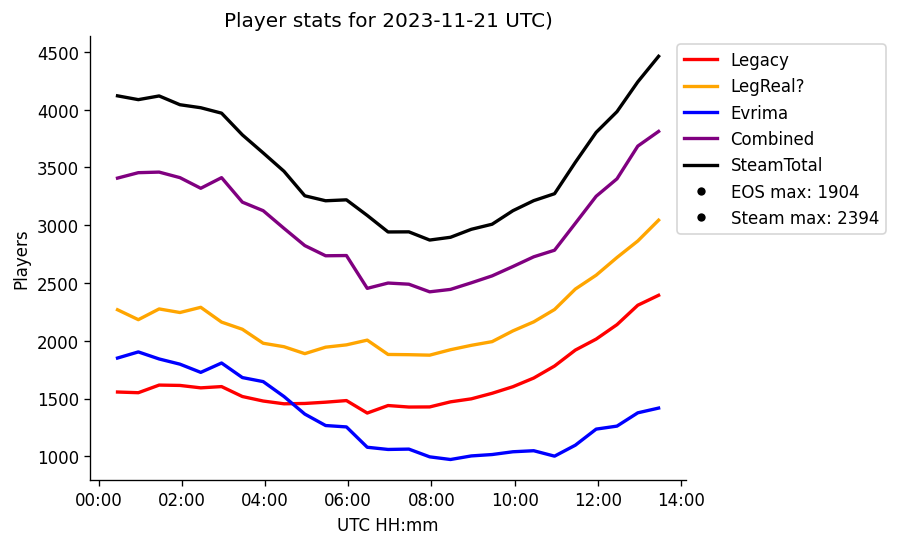 Player stats for 2023-11-21 UTC)
4500
4000
3500
3000
2500
2000
1500
1000
Players
00:00 02:00 04:00 06:00 08:00 10:00 12:00 14:00
UTC HH:mm
Legacy
LegReal?
Evrima
Combined
SteamTotal
EOS max: 1904
Steam max: 2394